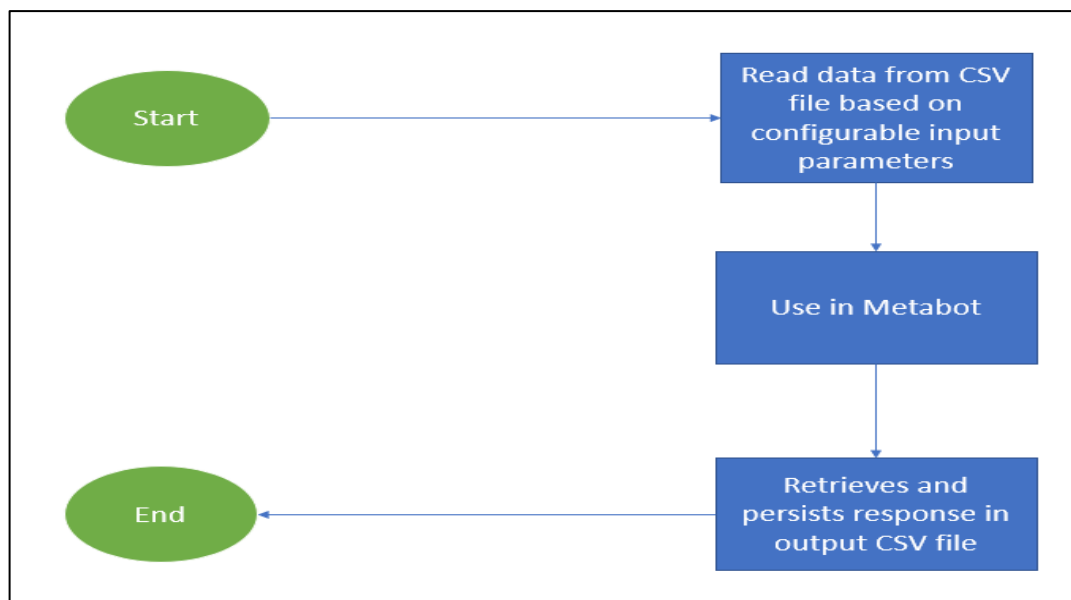 Start
Read data from CSV
file based on
configurable input
parameters
Use in Metabot
Retrieves and
persists response in
output CSV file
End